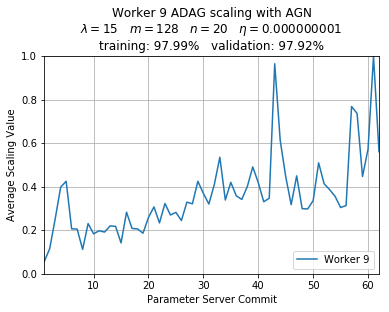 Worker 9 ADAG scaling with AGN
λ = 15 m = 128 n = 20 η = 0.000000001
training: 97.99% validation: 97.92%
Average Scaling Value
1.0
0.8
0.6
0.4
0.2
0.0
Worker 9
10 20 30 40 50 60
Parameter Server Commit